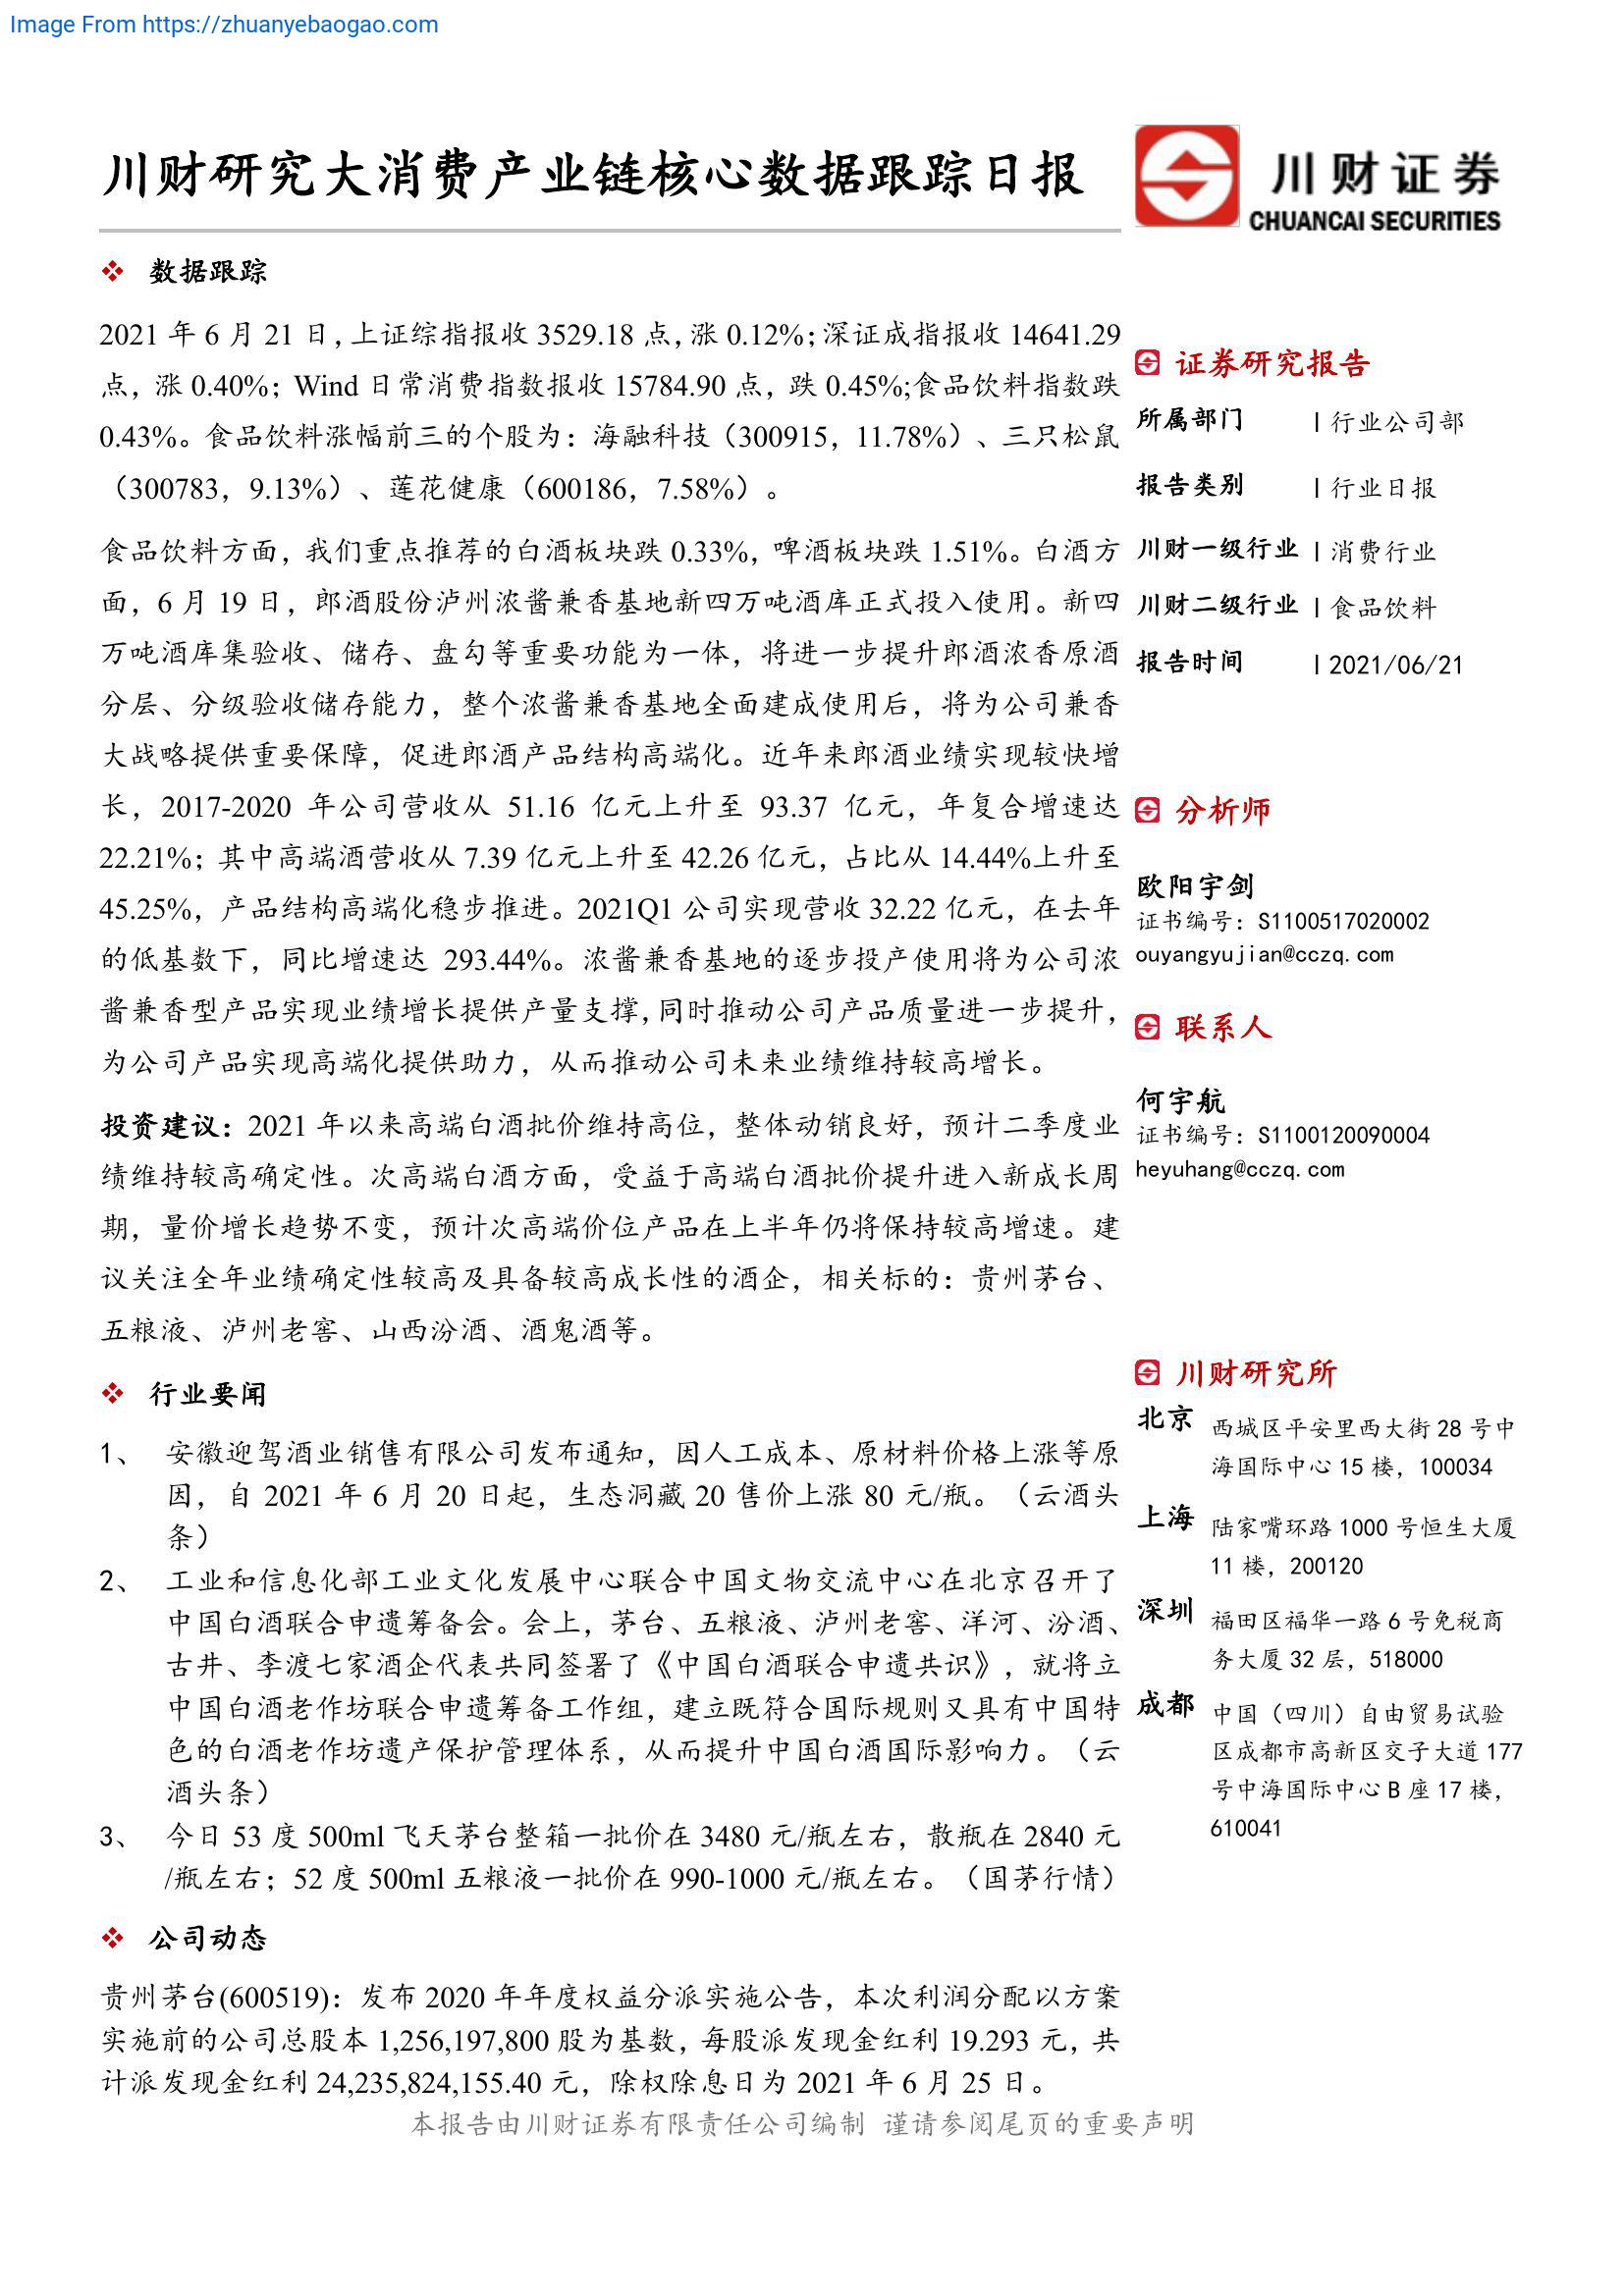 Image From https://zhuanyebaogao.com
川财研究大消费产业链核心数据跟踪日报
川财证券
CHUANCAI SECURITIES
数据跟踪
2021 年 6 月 21 日，上证综指报收 3529.18 点，涨 0.12%；深证成指报收 14641.29
点，涨 0.40%；Wind 日常消费指数报收 15784.90 点，跌 0.45%;食品饮料指数跌
0.43%。食品饮料涨幅前三的个股为：海融科技（300915，11.78%）、三只松鼠
（300783，9.13%）、莲花健康（600186，7.58%）。
食品饮料方面，我们重点推荐的白酒板块跌 0.33%，啤酒板块跌 1.51%。白酒方
面，6 月 19 日，郎酒股份泸州浓酱兼香基地新四万吨酒库正式投入使用。新四
万吨酒库集验收、储存、盘勾等重要功能为一体，将进一步提升郎酒浓香原酒
分层、分级验收储存能力，整个浓酱兼香基地全面建成使用后，将为公司兼香
大战略提供重要保障，促进郎酒产品结构高端化。近年来郎酒业绩实现较快增
长，2017-2020 年公司营收从 51.16 亿元上升至 93.37 亿元，年复合增速达
22.21%；其中高端酒营收从 7.39 亿元上升至 42.26 亿元，占比从 14.44%上升至
45.25%，产品结构高端化稳步推进。2021Q1 公司实现营收 32.22 亿元，在去年
的低基数下，同比增速达 293.44%。浓酱兼香基地的逐步投产使用将为公司浓
酱兼香型产品实现业绩增长提供产量支撑，同时推动公司产品质量进一步提升，
为公司产品实现高端化提供助力，从而推动公司未来业绩维持较高增长。
投资建议：2021 年以来高端白酒批价维持高位，整体动销良好，预计二季度业
绩维持较高确定性。次高端白酒方面，受益于高端白酒批价提升进入新成长周
期，量价增长趋势不变，预计次高端价位产品在上半年仍将保持较高增速。建
议关注全年业绩确定性较高及具备较高成长性的酒企，相关标的：贵州茅台、
五粮液、泸州老窖、山西汾酒、酒鬼酒等。
行业要闻
1、 安徽迎驾酒业销售有限公司发布通知，因人工成本、原材料价格上涨等原
因，自 2021 年 6 月 20 日起，生态洞藏 20 售价上涨 80 元/瓶。（云酒头
条）
2、 工业和信息化部工业文化发展中心联合中国文物交流中心在北京召开了
中国白酒联合申遗筹备会。会上，茅台、五粮液、泸州老窖、洋河、汾酒、
古井、李渡七家酒企代表共同签署了《中国白酒联合申遗共识》，就将立
中国白酒老作坊联合申遗筹备工作组，建立既符合国际规则又具有中国特
色的白酒老作坊遗产保护管理体系，从而提升中国白酒国际影响力。（云
酒头条）
3、 今日 53 度 500ml 飞天茅台整箱一批价在 3480 元/瓶左右，散瓶在 2840 元
/瓶左右；52 度 500ml 五粮液一批价在 990-1000 元/瓶左右。（国茅行情）
公司动态
贵州茅台(600519)：发布 2020 年年度权益分派实施公告，本次利润分配以方案
实施前的公司总股本 1,256,197,800 股为基数，每股派发现金红利 19.293 元，共
计派发现金红利 24,235,824,155.40 元，除权除息日为 2021 年 6 月 25 日。
证券研究报告
所属部门 | 行业公司部
报告类别 | 行业日报
川财一级行业 | 消费行业
川财二级行业 | 食品饮料
报告时间 | 2021/06/21
分析师
欧阳宇剑
证书编号：S1100517020002
ouyangyujian@cczq.com
联系人
何宇航
证书编号：S1100120090004
heyuhang@cczq.com
川财研究所
北京 西城区平安里西大街 28 号中
海国际中心 15 楼，100034
上海 陆家嘴环路 1000 号恒生大厦
11 楼，200120
深圳 福田区福华一路 6 号免税商
务大厦 32 层，518000
成都 中国（四川）自由贸易试验
区成都市高新区交子大道 177
号中海国际中心 B 座 17 楼，
610041
本报告由川财证券有限责任公司编制 谨请参阅尾页的重要声明